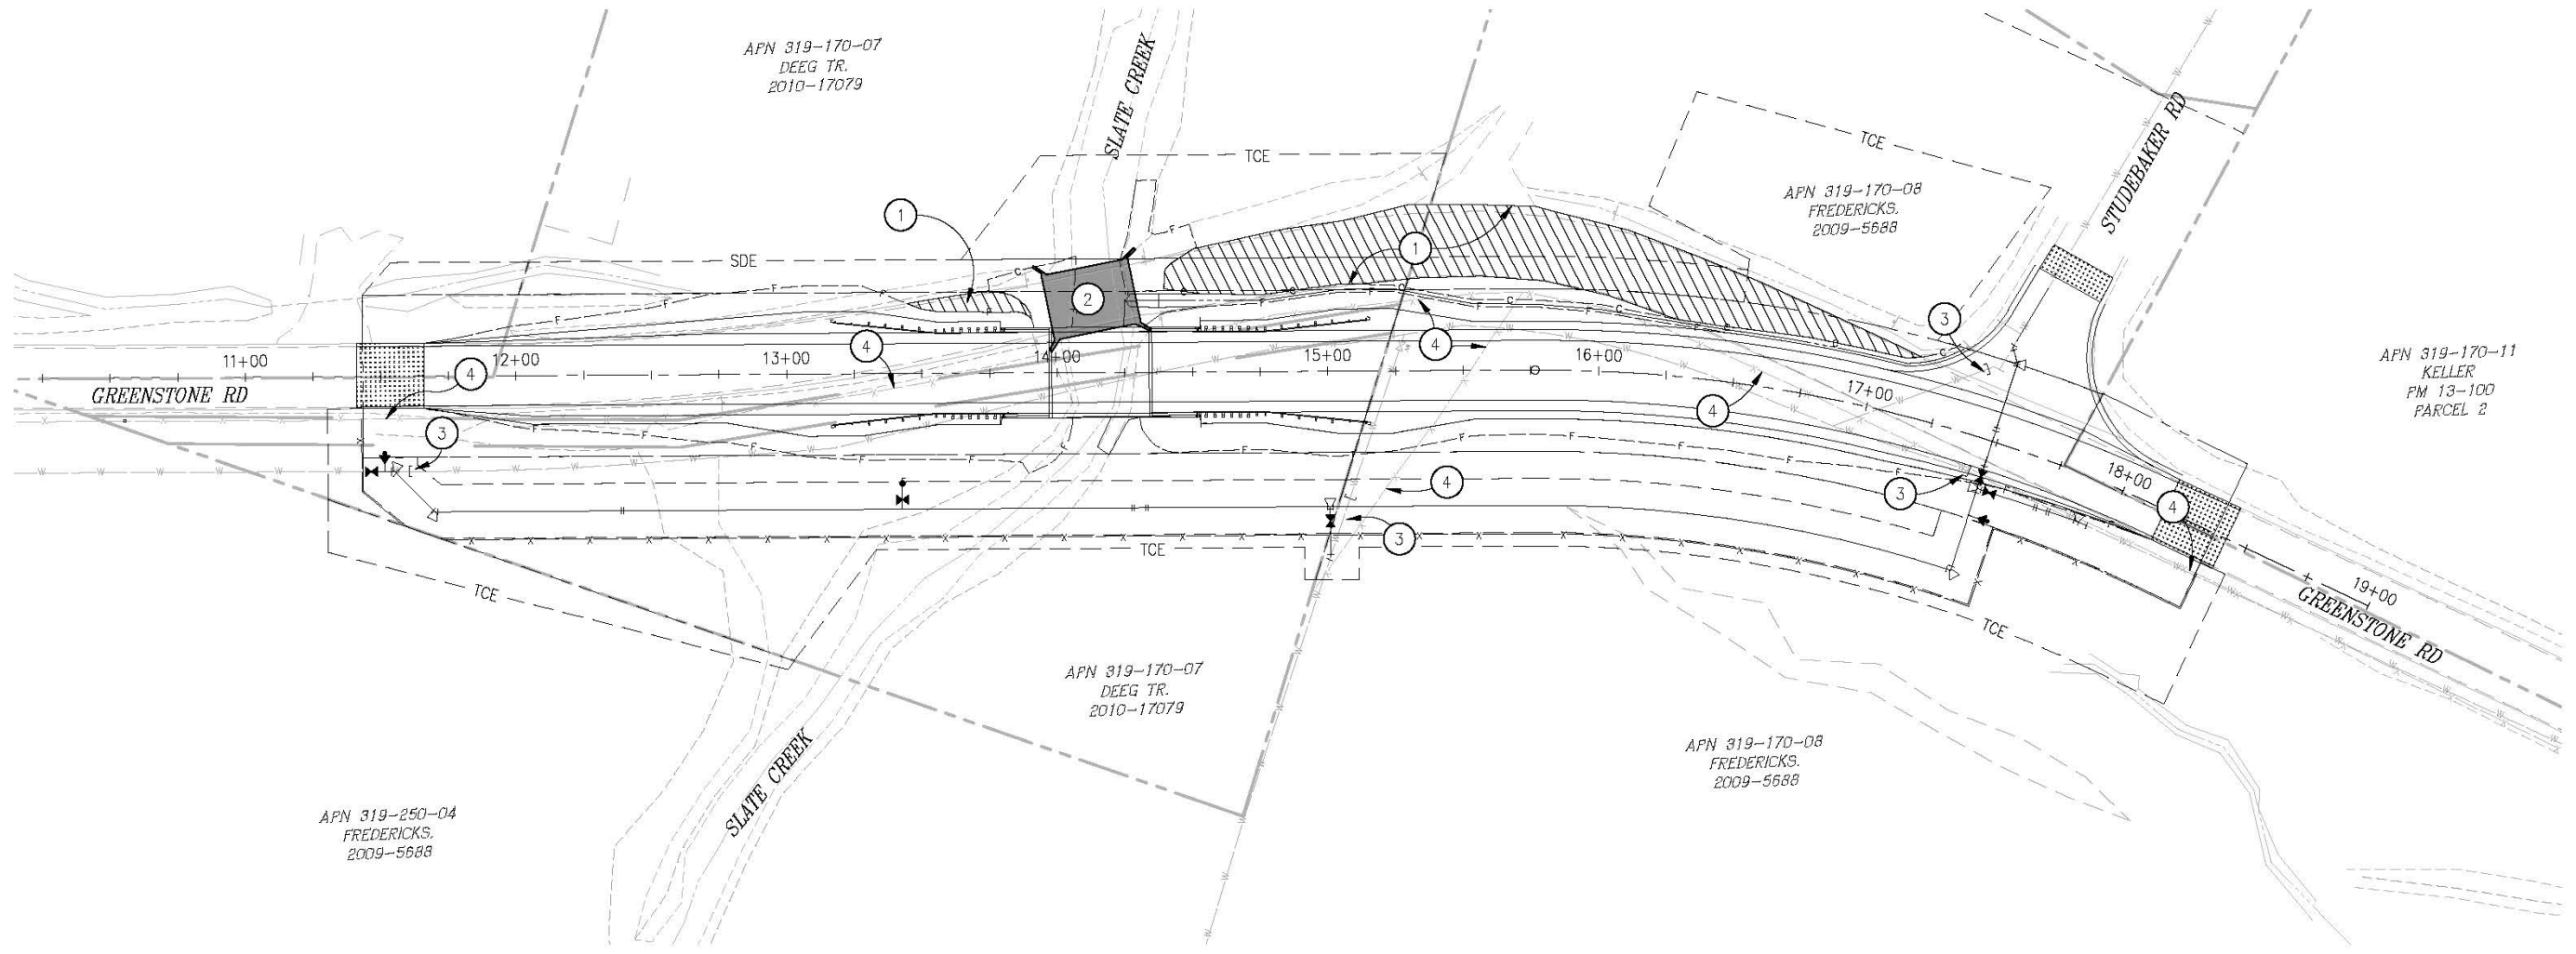 APN 319-170-07
DEEG TR.
2010-17079
SLATE CREEK
TCE
TCE
APN 319-170-08
FREDERICKS.
2009-5688
STUDEBAKER RD
1
1
SDE
2
3
4
4
4
11+00
12+00
13+00
14+00
15+00
16+00
17+00
18+00
19+00
GREENSTONE RD
APN 319-170-11
KELLER
PM 13-100
PARCEL 2
4
3
4
3
4
3
TCE
TCE
TCE
GREENSTONE RD
APN 319-170-07
DEEG TR.
2010-17079
APN 319-170-08
FREDERICKS.
2009-5688
SLATE CREEK
APN 319-250-04
FREDERICKS.
2009-5688